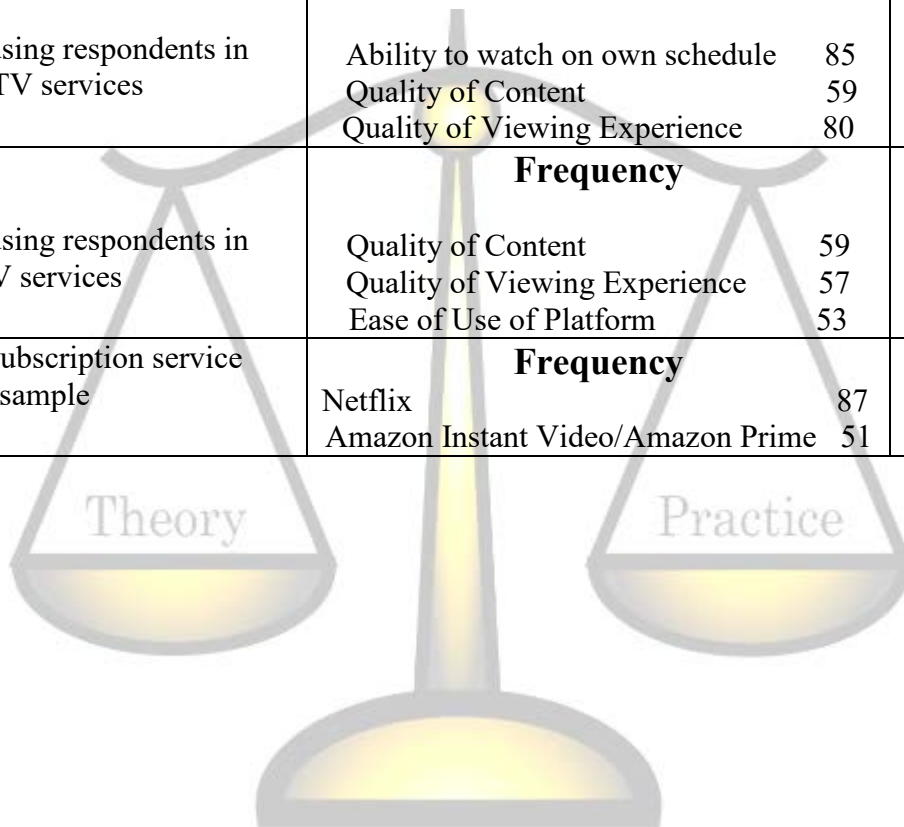 sing respondents in
TV services
Ability to watch on own schedule 85
Quality of Content 59
Quality of Viewing Experience 80
Frequency
sing respondents in
V services
Quality of Content 59
Quality of Viewing Experience 57
Ease of Use of Platform 53
ubscription service
sample
Frequency
Netflix 87
Amazon Instant Video/Amazon Prime 51
Theory
Practice